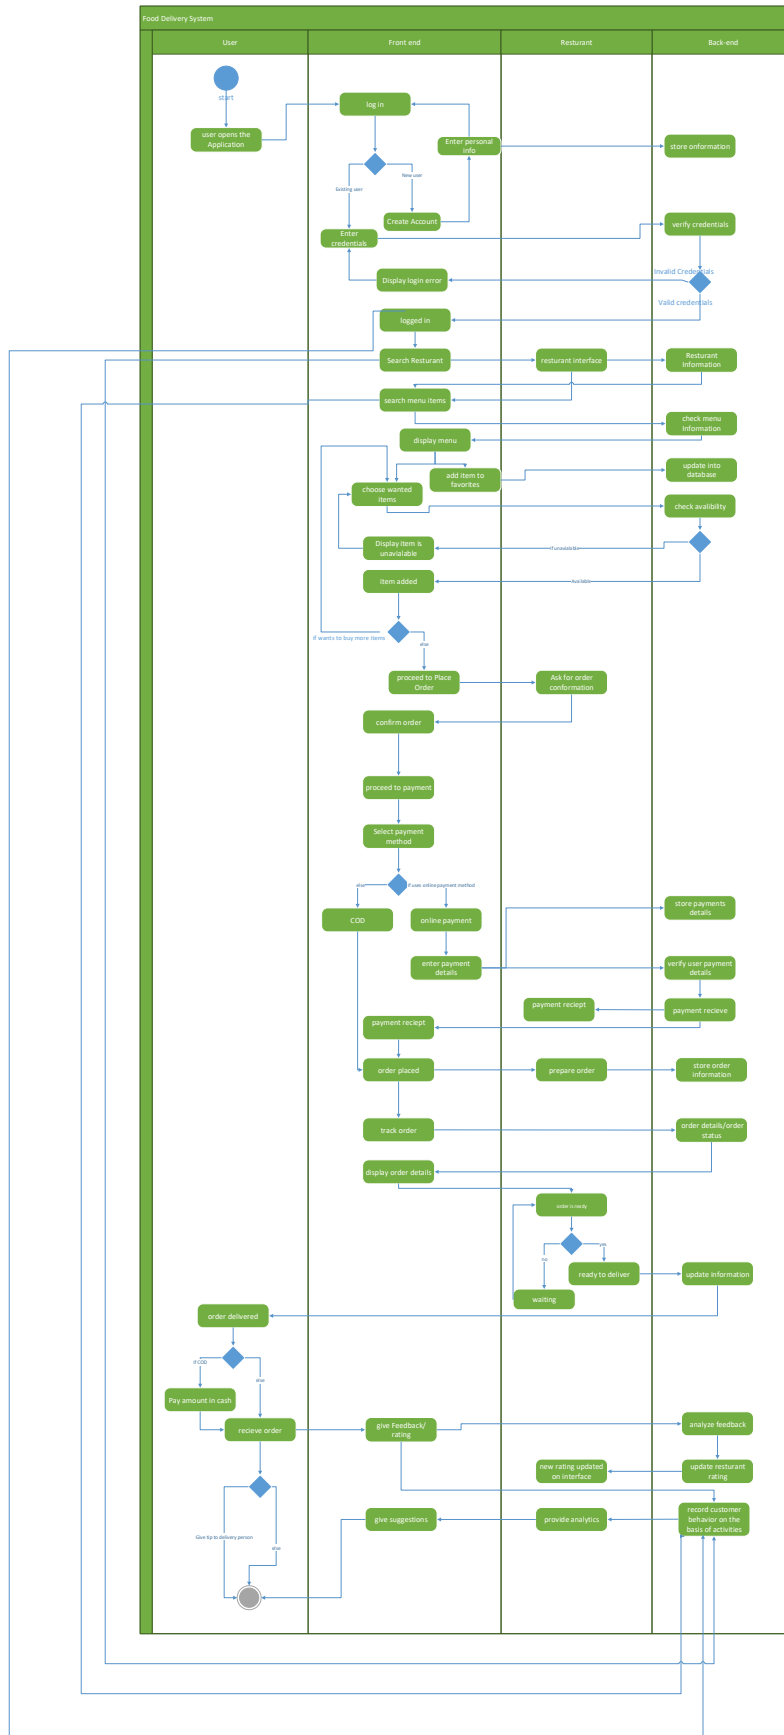 Food Delivery System
User
Front end
Resturant
Back-end
start
log in
user opens the
Application
Enter personal
info
store onformation
Existing user
New user
Create Account
Enter
credentials
verify credentials
Invalid Credentials
Display login error
Valid credentials
logged in
Search Resturant
resturant interface
Resturant
Information
search menu items
check menu
Information
display menu
add item to
favorites
update into
database
choose wanted
items
check avalibility
Display item is
unavialable
If unavialable
item added
Available
if wants to buy more items
else
proceed to Place
Order
Ask for order
conformation
confirm order
proceed to payment
Select payment
method
else
if uses online payment method
COD
online payment
store payments
details
enter payment
details
verify user payment
details
payment reciept
payment recieve
payment reciept
order placed
prepare order
store order
information
track order
order details/order
status
display order details
order is ready
no
yes
ready to deliver
update information
waiting
order delivered
if COD
else
Pay amount in cash
recieve order
give Feedback/
rating
analyze feedback
new rating updated
on interface
update resturant
rating
give suggestions
provide analytics
record customer
behavior on the
basis of activities
Give tip to delivery person
else